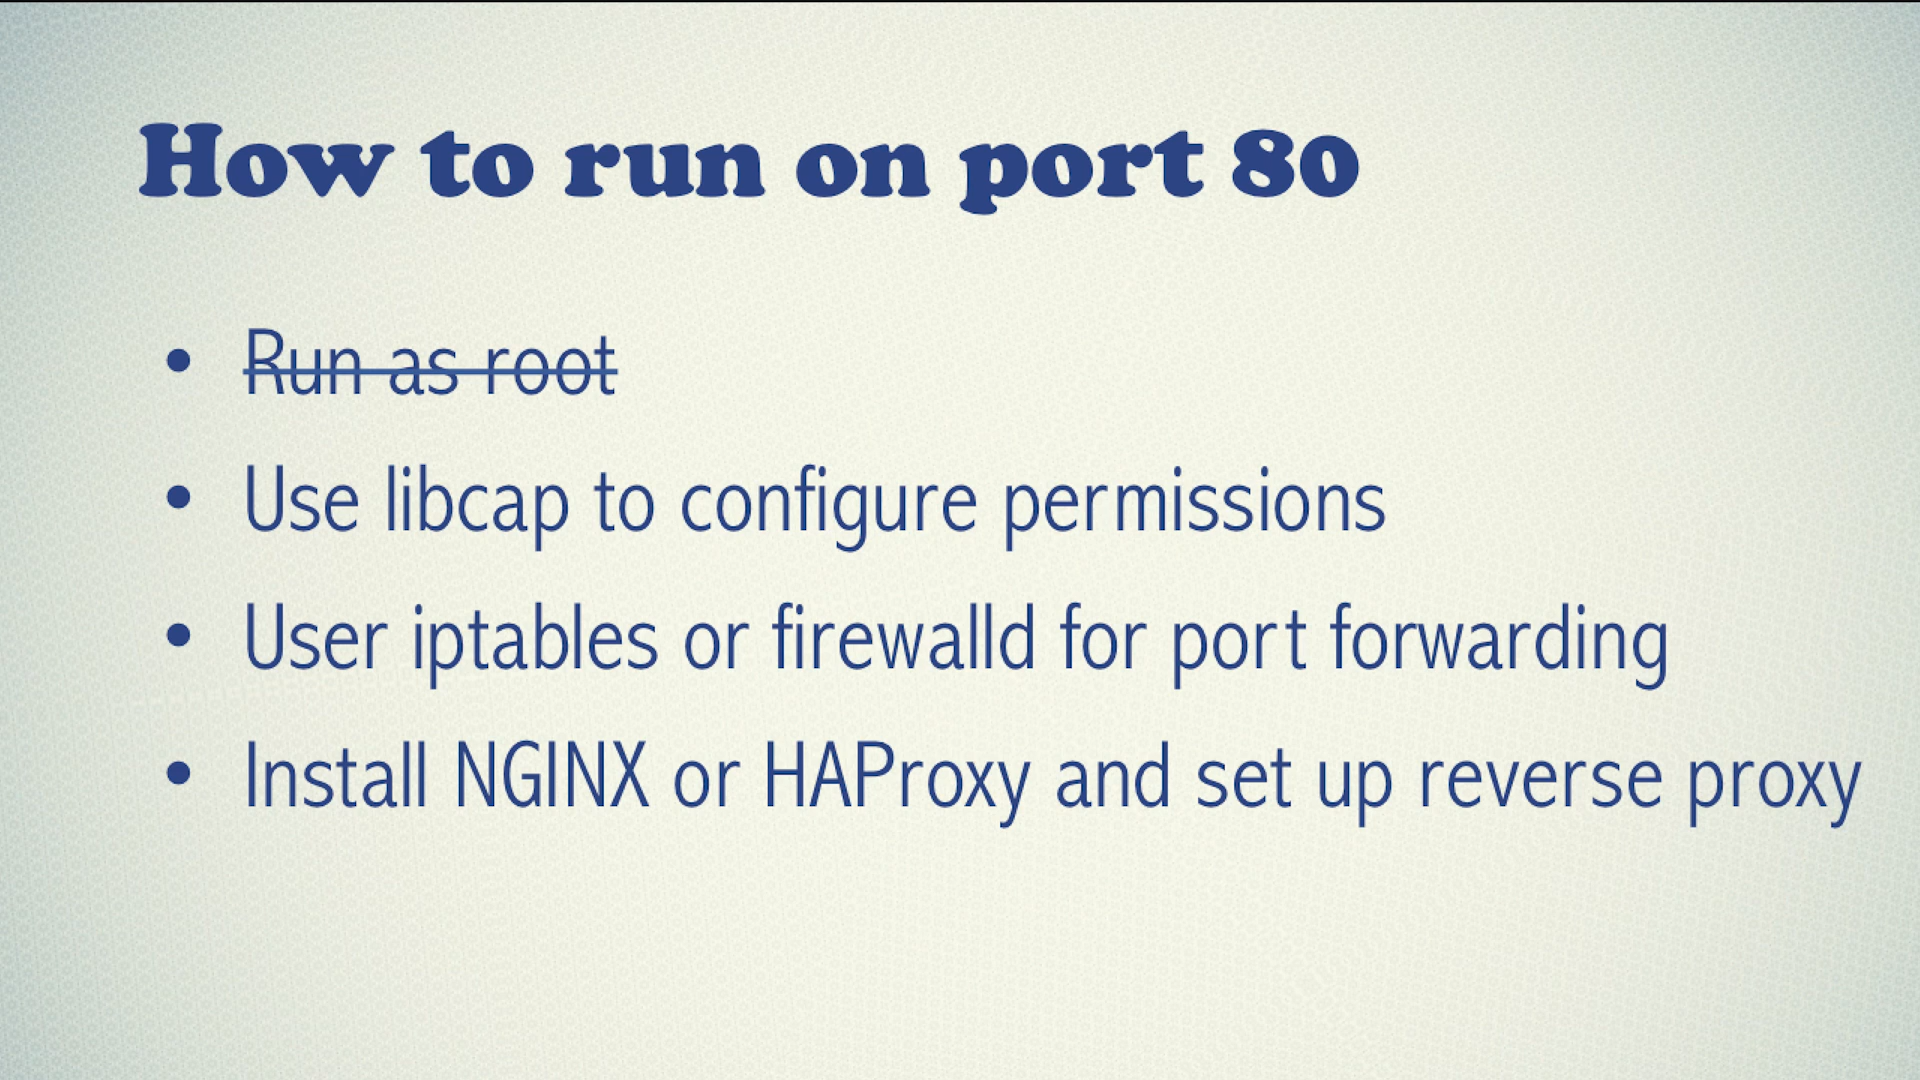 How to run on port 80
• Run as root
• Use libcap to configure permissions
• User iptables or firewalld for port forwarding
• Install NGINX or HAProxy and set up reverse proxy